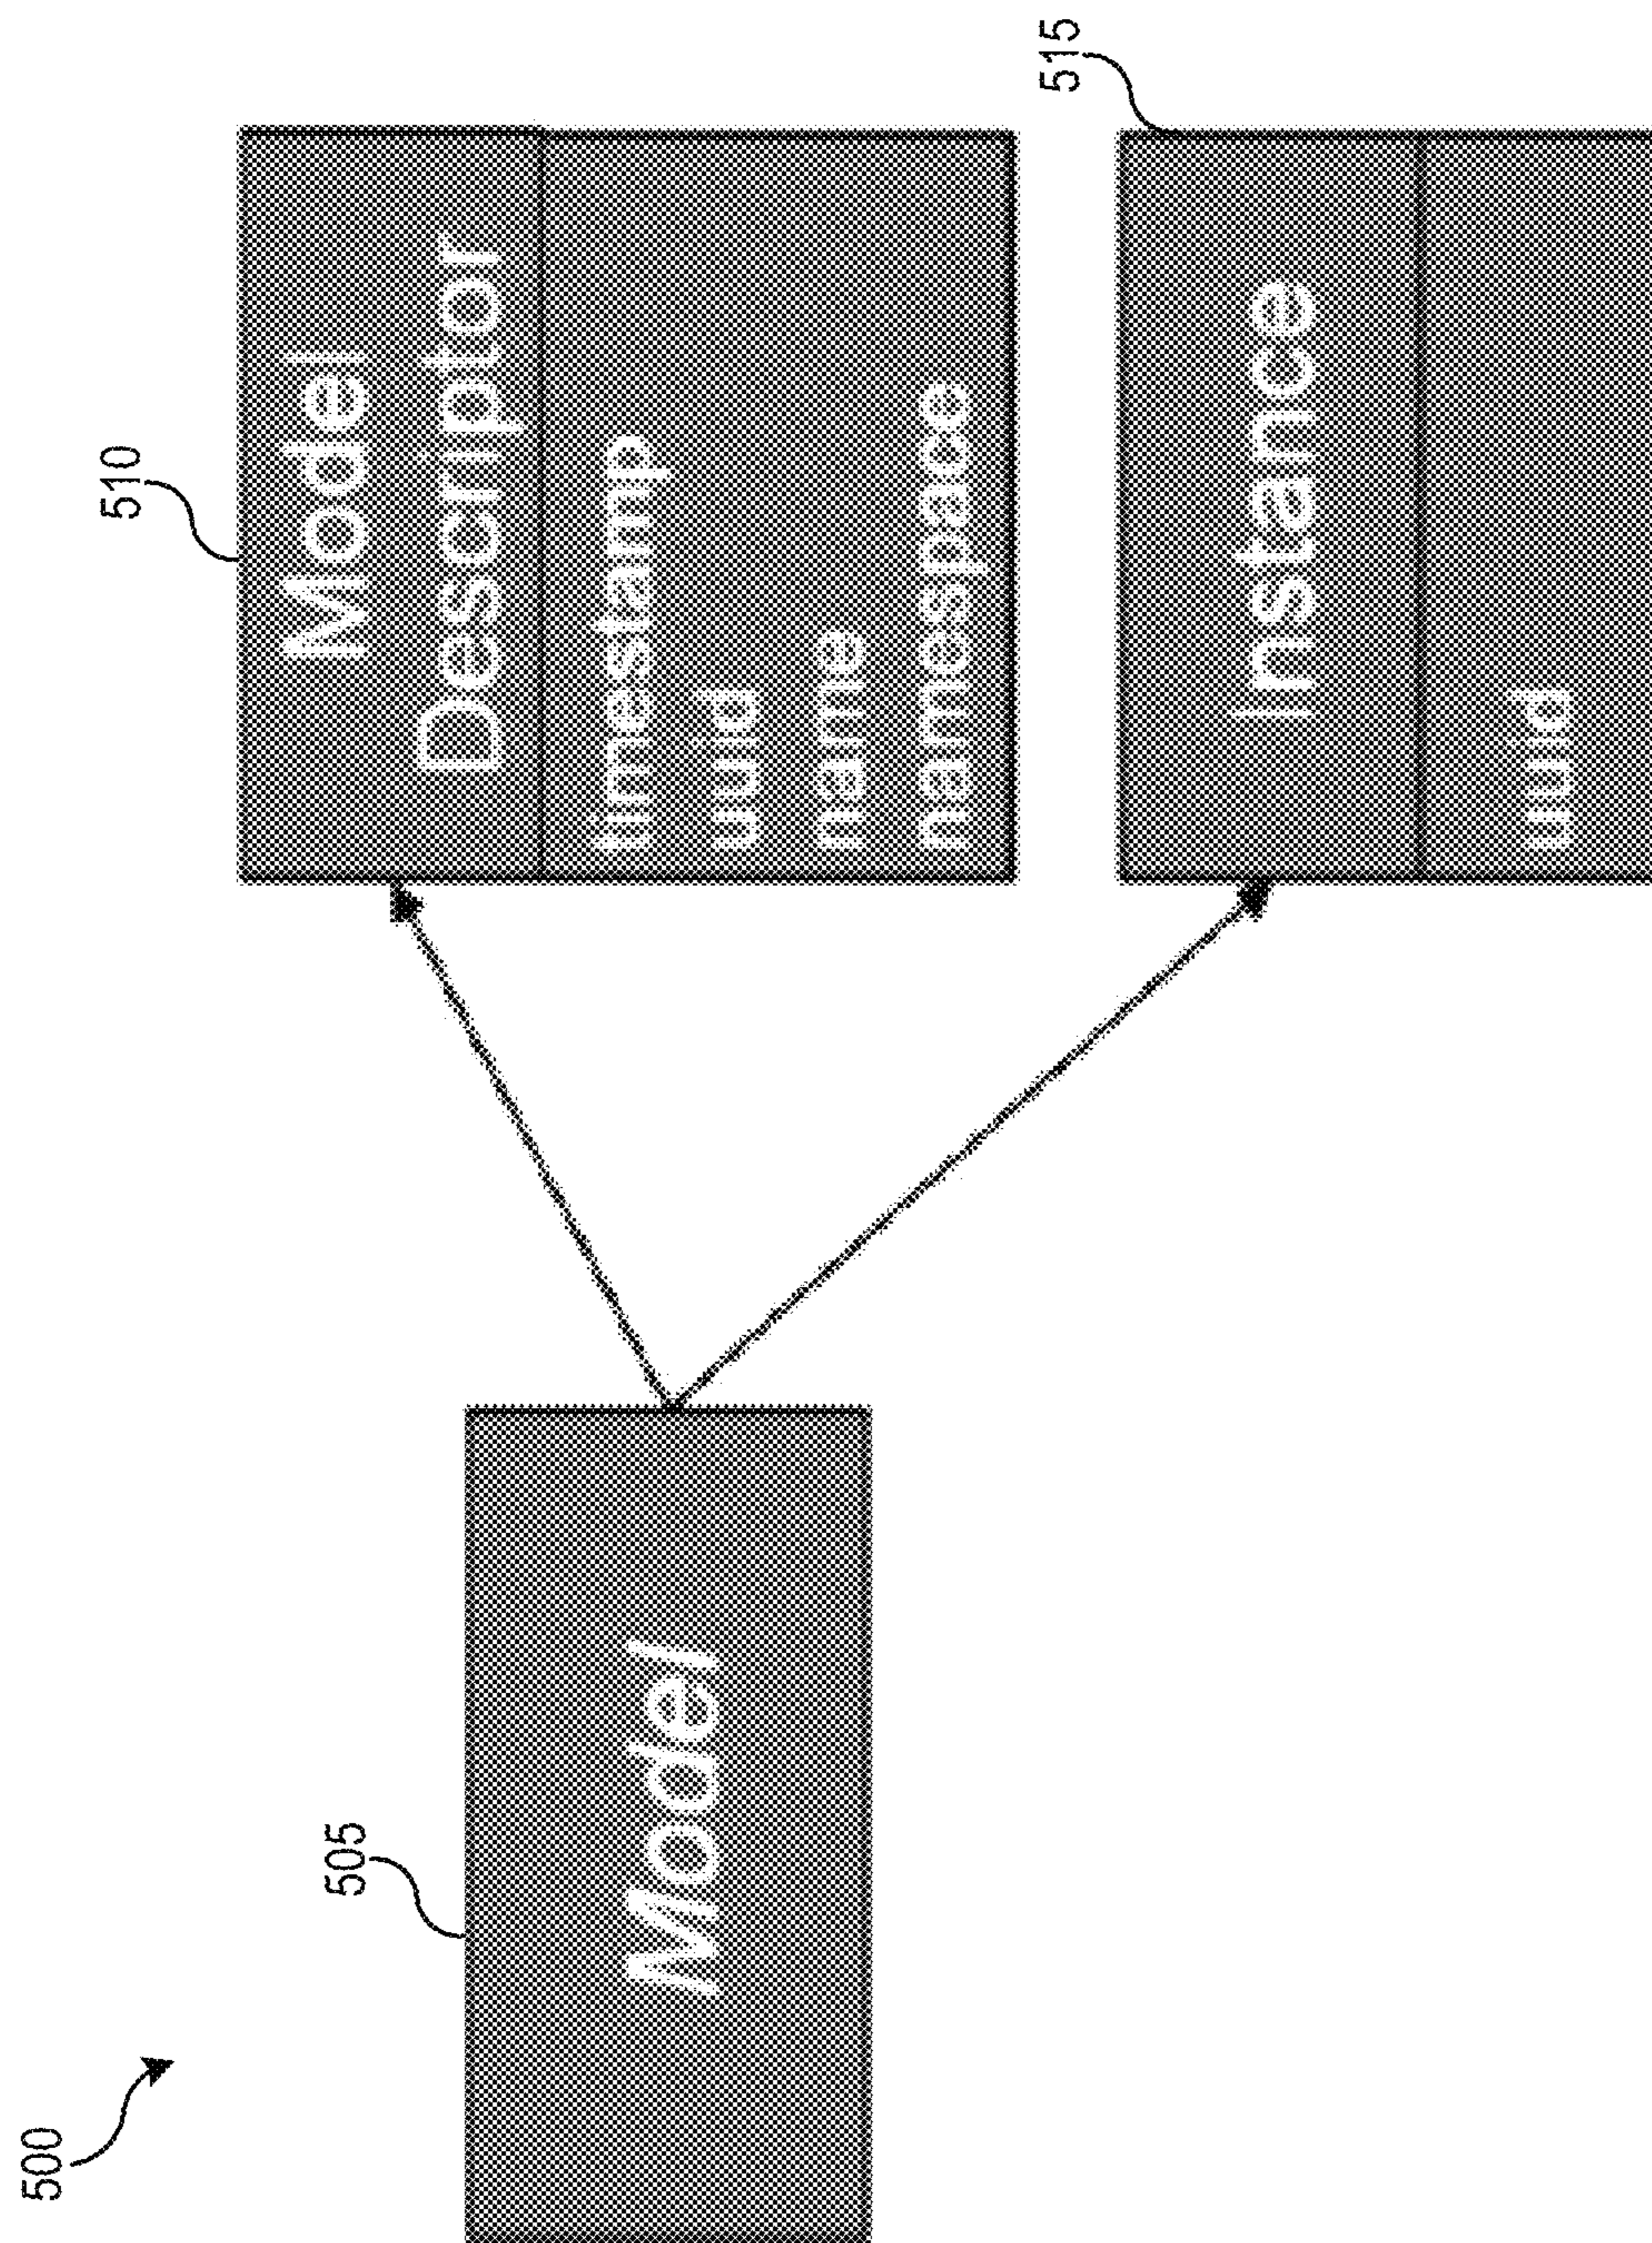 500
505
Model
510
Model
Descriptor
timestamp
uuid
name
namespace
515
Instance
uuid